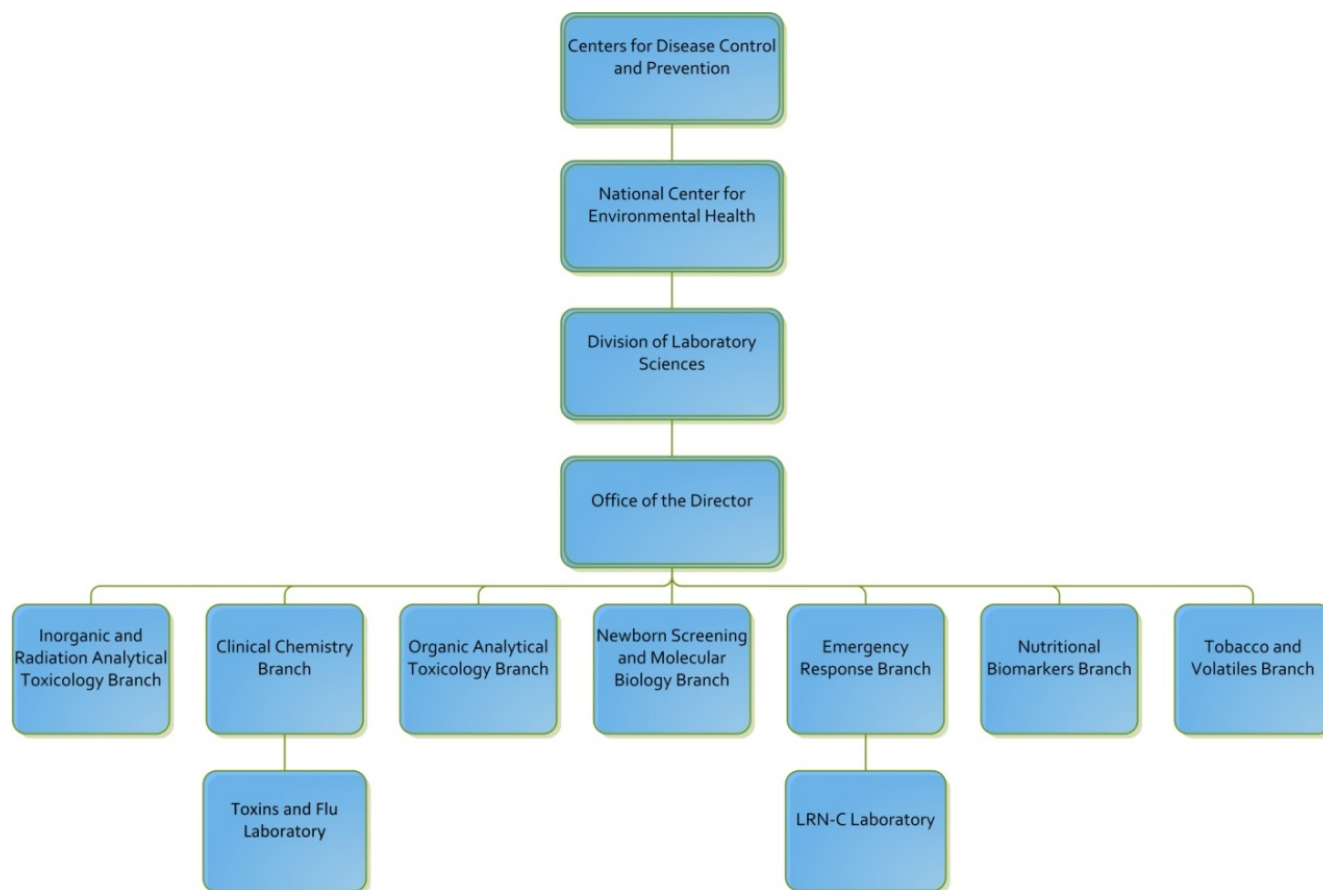 Centers for Disease Control
and Prevention
National Center for
Environmental Health
Division of Laboratory
Sciences
Office of the Director
Inorganic and
Radiation Analytical
Toxicology Branch
Clinical Chemistry
Branch
Organic Analytical
Toxicology Branch
Newborn Screening
and Molecular
Biology Branch
Emergency
Response Branch
Nutritional
Biomarkers Branch
Tobacco and
Volatiles Branch
Toxins and Flu
Laboratory
LRN-C Laboratory